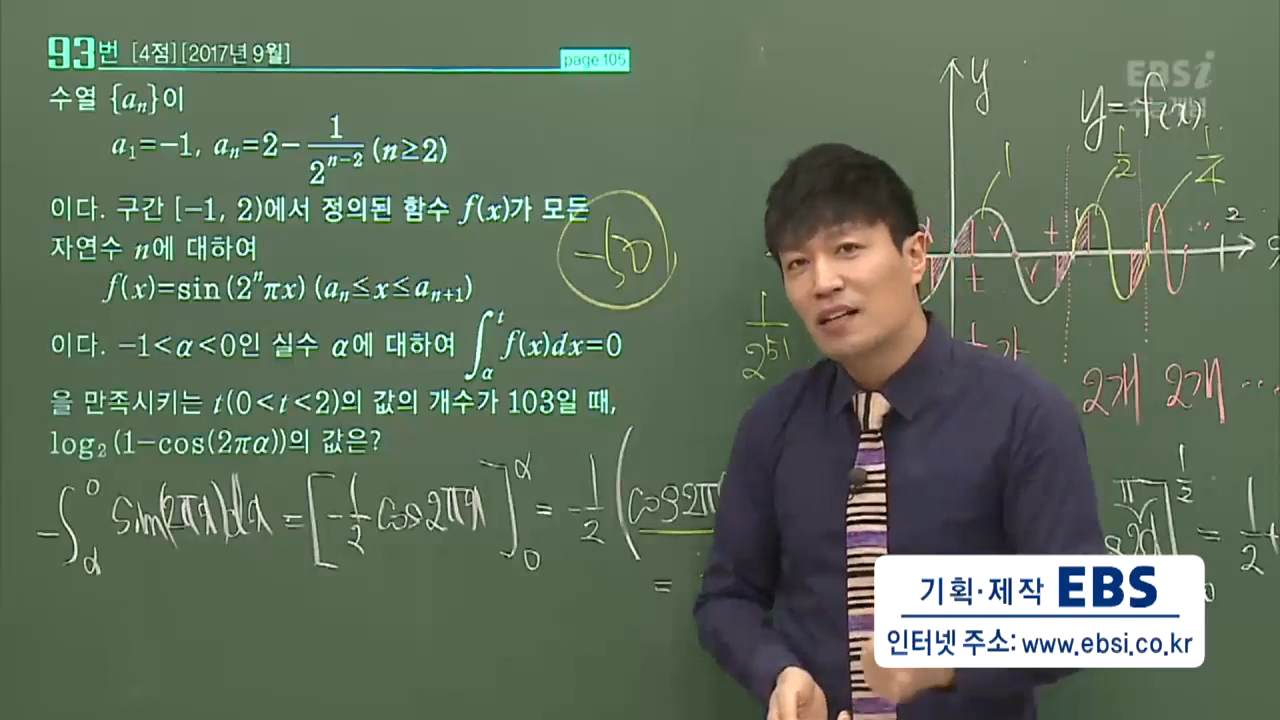 93번 [4점][2017년 9월]
page 105
수열 {aₙ}이
a₁=-1, aₙ=2-1/2ⁿ⁻² (n≥2)
이다. 구간 [-1, 2)에서 정의된 함수 f(x)가 모든
자연수 n에 대하여
f(x)=sin(2ⁿπx) (aₙ≤x≤aₙ₊₁)
이다. -1<α<0인 실수 α에 대하여 ∫_α^t f(x)dx=0
을 만족시키는 t(0<t<2)의 값의 개수가 103일 때,
log₂(1-cos(2πα))의 값은?
-50
-∫_α^0 sin(2πx)dx = [-1/2 cos2πx]_0^α = -1/2 (cos2π
=
EBSi
수능개념
y
y=f(x)
1
1/2
1/4
+
+
...
2
1/2⁵¹
2개 2개 ...
]^{1/2} = 1/2
기획·제작 EBS
인터넷 주소: www.ebsi.co.kr